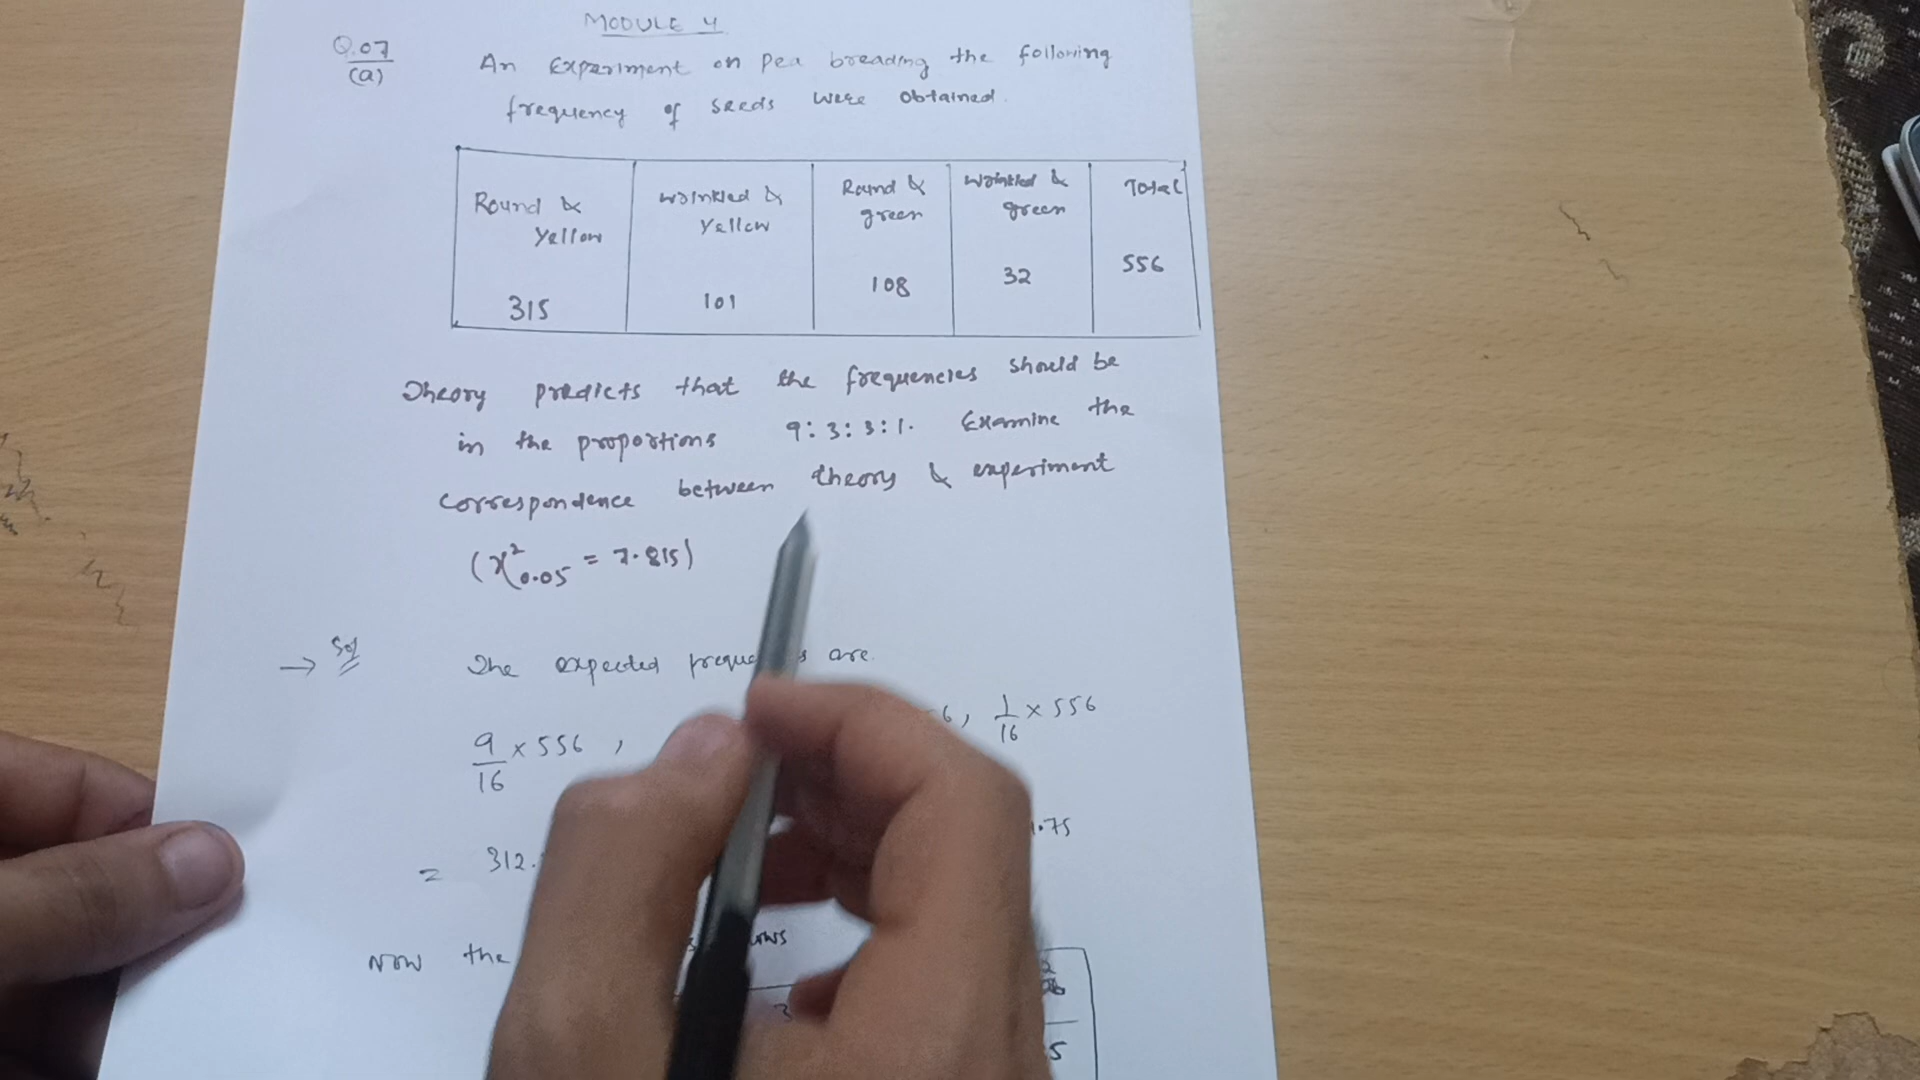 MODULE 4
Q.07
(a)
An Experiment on pea breading the following
frequency of seeds were obtained.
Round &
Yellow
315
wrinkled &
Yellow
101
Round &
green
108
wrinkled &
green
32
Total
556
Theory predicts that the frequencies should be
in the proportions 9:3:3:1. Examine the
correspondence between theory & experiment
(χ²0.05 = 7.815)
→ Sol
The expected are.
9/16 × 556 , 1/16 × 556
= 312. .75
NOW the